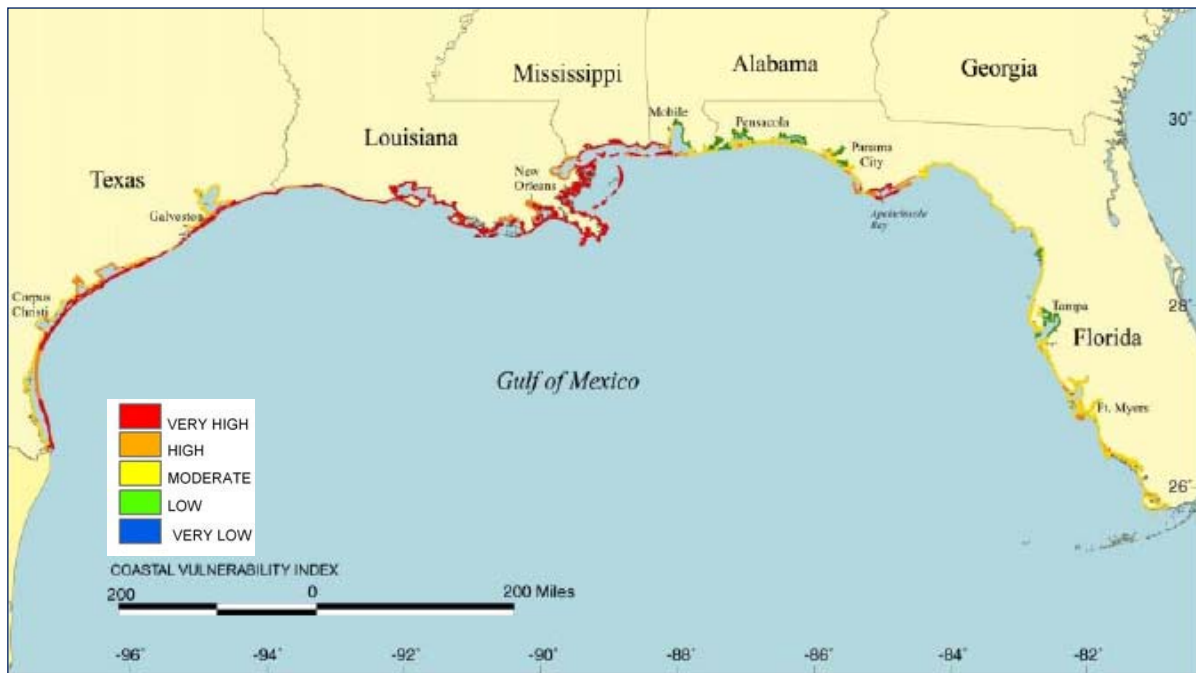 Mississippi
Alabama
Georgia
Louisiana
Mobile
Pensacola
30°
Panama
City
New
Orleans
Texas
Galveston
Apalachicola
Bay
Corpus
Christi
Tampa
28°
Florida
Gulf of Mexico
Ft. Myers
VERY HIGH
HIGH
MODERATE
LOW
VERY LOW
26°
COASTAL VULNERABILITY INDEX
200 0 200 Miles
-96° -94° -92° -90° -88° -86° -84° -82°